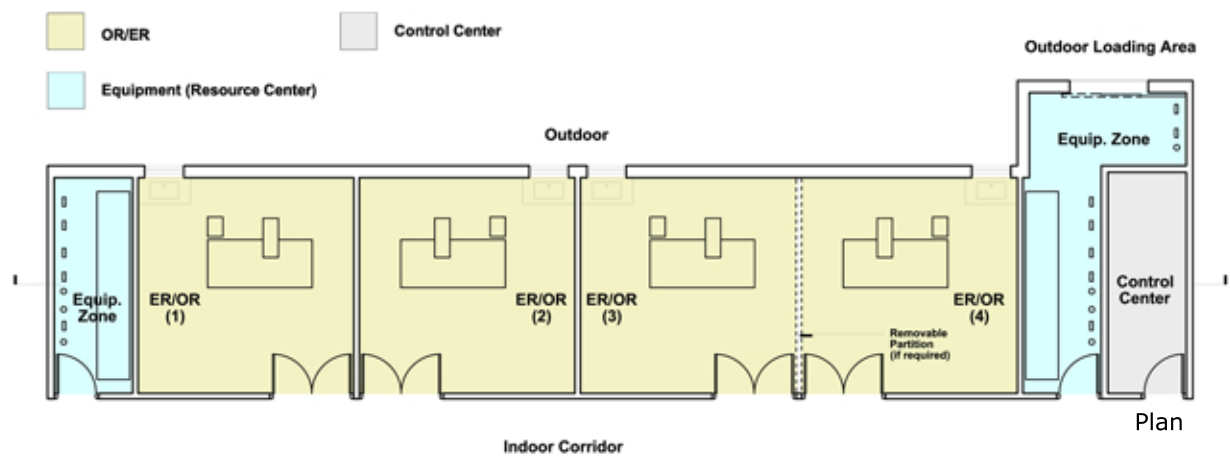 OR/ER
Control Center
Equipment (Resource Center)
Outdoor Loading Area
Outdoor
Equip. Zone
Equip.
Zone
ER/OR
(1)
ER/OR
(2)
ER/OR
(3)
Removable
Partition
(if required)
ER/OR
(4)
Control
Center
Plan
Indoor Corridor